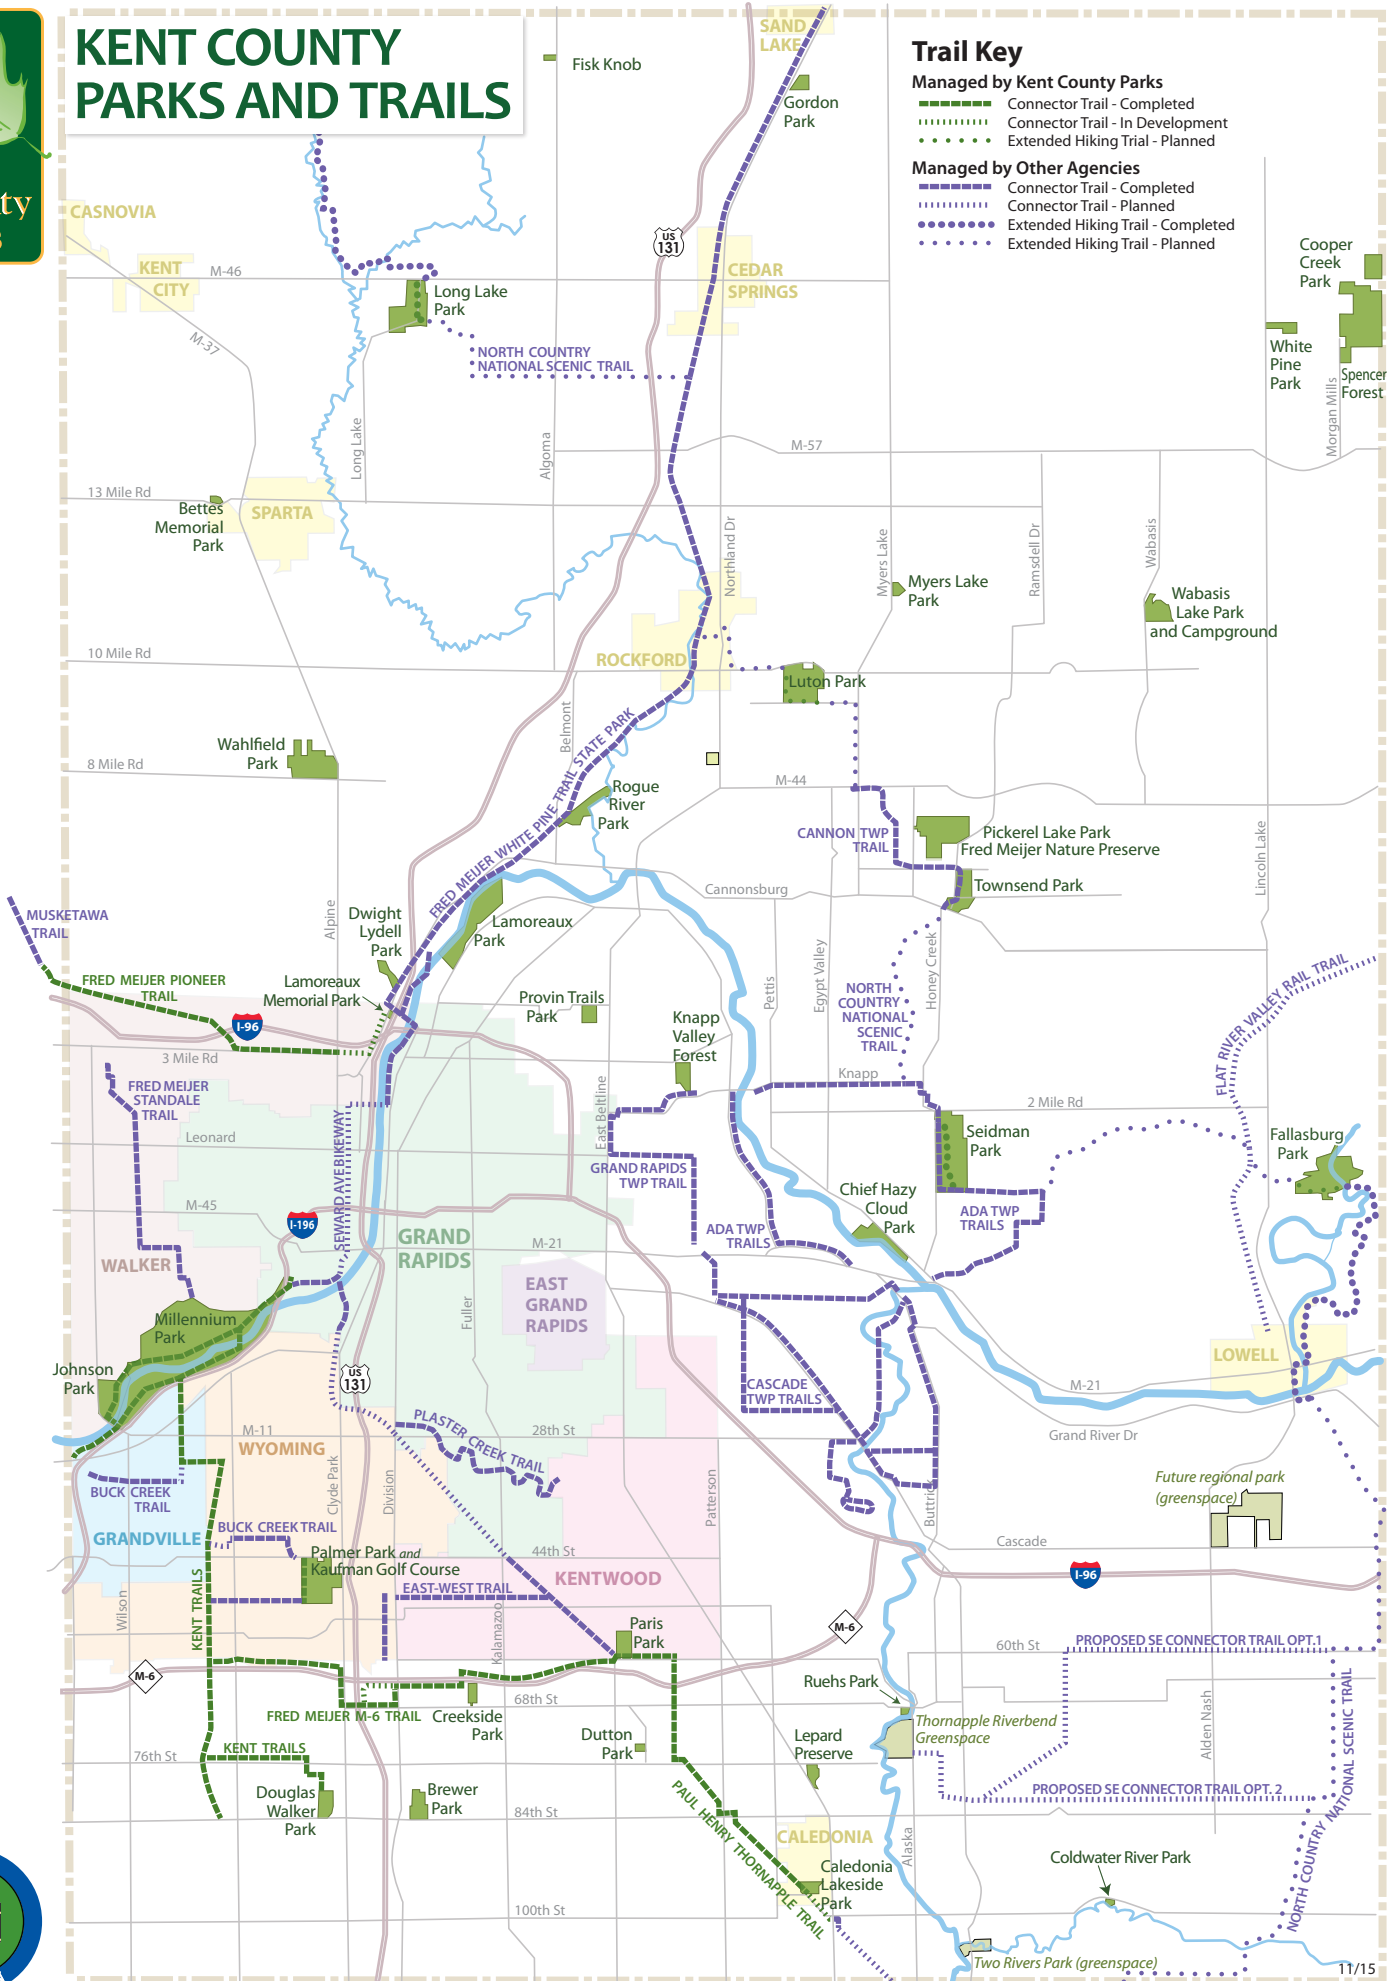 KENT COUNTY
PARKS AND TRAILS
Fisk Knob
SAND
LAKE
Gordon
Park
Trail Key
Managed by Kent County Parks
Connector Trail - Completed
Connector Trail - In Development
Extended Hiking Trial - Planned
Managed by Other Agencies
Connector Trail - Completed
Connector Trail - Planned
Extended Hiking Trail - Completed
Extended Hiking Trail - Planned
ty
CASNOVIA
KENT
CITY
M-46
M-37
US
131
CEDAR
SPRINGS
Long Lake
Park
NORTH COUNTRY
NATIONAL SCENIC TRAIL
Cooper
Creek
Park
White
Pine
Park
Spencer
Forest
Morgan Mills
Long Lake
Algoma
M-57
13 Mile Rd
Bettes
Memorial
Park
SPARTA
Northland Dr
Myers Lake
Ramsdell Dr
Wabasis
Myers Lake
Park
Wabasis
Lake Park
and Campground
10 Mile Rd
ROCKFORD
Luton Park
Belmont
Wahlfield
Park
8 Mile Rd
FRED MEIJER WHITE PINE TRAIL STATE PARK
Rogue
River
Park
M-44
CANNON TWP
TRAIL
Pickerel Lake Park
Fred Meijer Nature Preserve
Townsend Park
Lincoln Lake
Cannonsburg
MUSKETAWA
TRAIL
Alpine
Dwight
Lydell
Park
Lamoreaux
Park
FRED MEIJER PIONEER
TRAIL
Lamoreaux
Memorial Park
Provin Trails
Park
Knapp
Valley
Forest
Pettis
Egypt Valley
Honey Creek
NORTH
COUNTRY
NATIONAL
SCENIC
TRAIL
FLAT RIVER VALLEY RAIL TRAIL
I-96
3 Mile Rd
Knapp
2 Mile Rd
FRED MEIJER
STANDALE
TRAIL
East Beltline
Leonard
SEWARD AVE BIKEWAY
GRAND RAPIDS
TWP TRAIL
Seidman
Park
Fallasburg
Park
M-45
I-196
Chief Hazy
Cloud
Park
ADA TWP
TRAILS
ADA TWP
TRAILS
WALKER
GRAND
RAPIDS
M-21
EAST
GRAND
RAPIDS
Fuller
Millennium
Park
Johnson
Park
LOWELL
US
131
M-21
CASCADE
TWP TRAILS
Grand River Dr
M-11
WYOMING
PLASTER CREEK TRAIL
28th St
Clyde Park
Division
Patterson
Buttrick
Future regional park
(greenspace)
BUCK CREEK
TRAIL
GRANDVILLE
BUCK CREEK TRAIL
Palmer Park and
Kaufman Golf Course
44th St
Cascade
I-96
KENTWOOD
EAST-WEST TRAIL
Wilson
KENT TRAILS
Kalamazoo
Paris
Park
M-6
60th St
PROPOSED SE CONNECTOR TRAIL OPT.1
M-6
Ruehs Park
68th St
FRED MEIJER M-6 TRAIL
Creekside
Park
Thornapple Riverbend
Greenspace
Alden Nash
NORTH COUNTRY NATIONAL SCENIC TRAIL
KENT TRAILS
76th St
Dutton
Park
Lepard
Preserve
PROPOSED SE CONNECTOR TRAIL OPT. 2
Douglas
Walker
Park
Brewer
Park
84th St
PAUL HENRY THORNAPPLE TRAIL
CALEDONIA
Caledonia
Lakeside
Park
Alaska
Coldwater River Park
100th St
Two Rivers Park (greenspace)
11/15